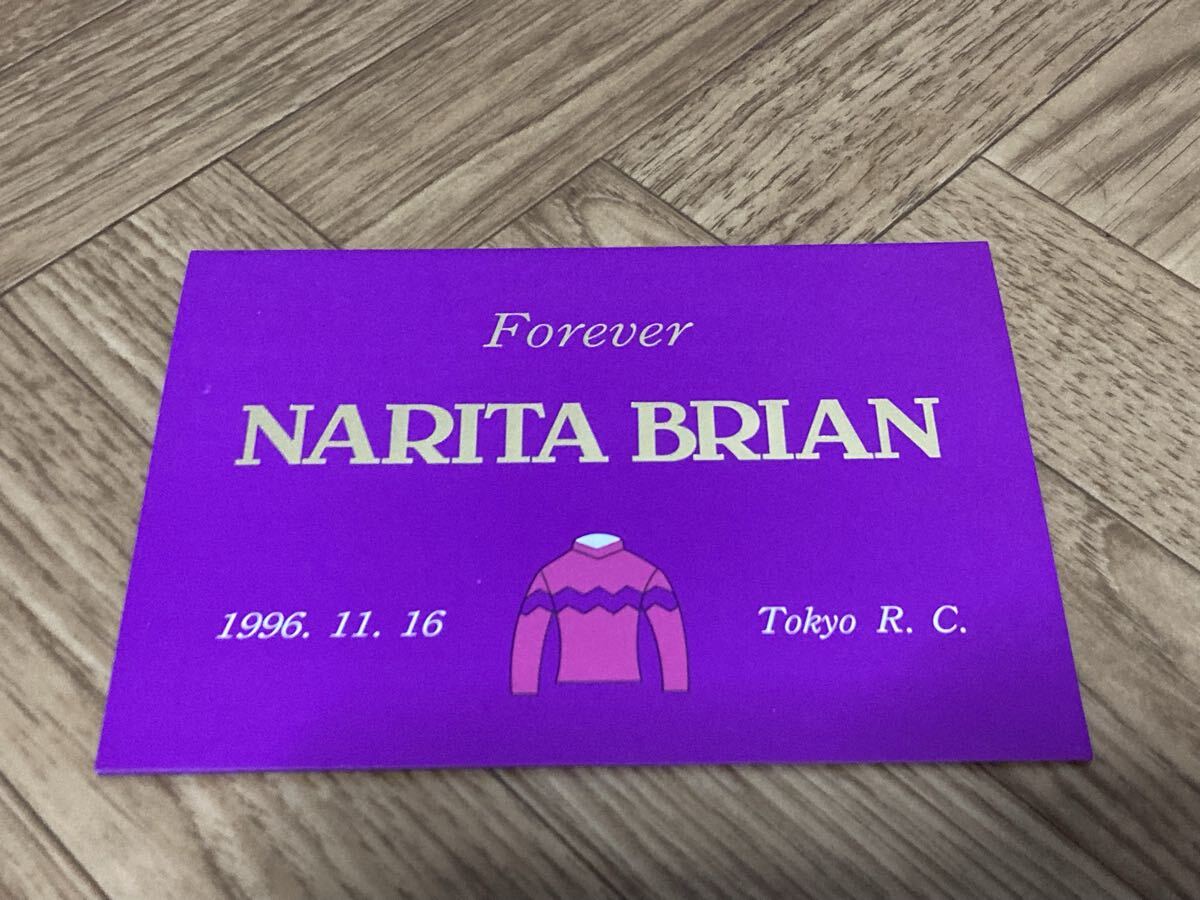 Forever
NARITA BRIAN
1996. 11. 16
Tokyo R. C.